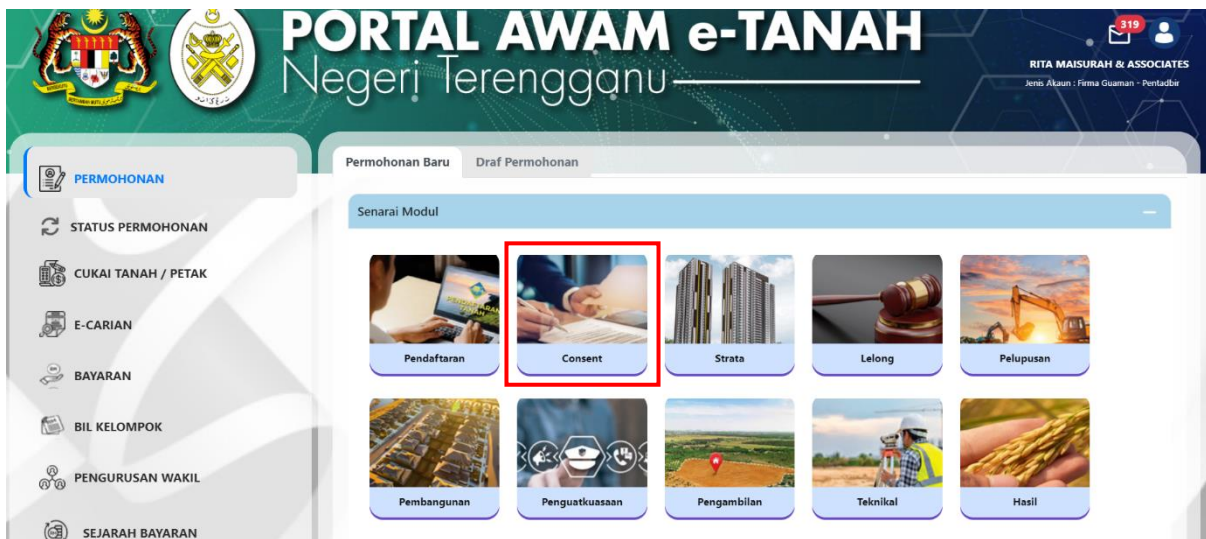 PORTAL AWAM e-TANAH
Negeri Terengganu
319
RITA MAISURAH & ASSOCIATES
Jenis Akaun : Firma Guaman - Pentadbir
PERMOHONAN
STATUS PERMOHONAN
CUKAI TANAH / PETAK
E-CARIAN
BAYARAN
BIL KELOMPOK
PENGURUSAN WAKIL
SEJARAH BAYARAN
Permohonan Baru
Draf Permohonan
Senarai Modul
PENDAFTARAN
TANAH
Pendaftaran
Consent
Strata
Lelong
Pelupusan
Pembangunan
Penguatkuasaan
Pengambilan
Teknikal
Hasil